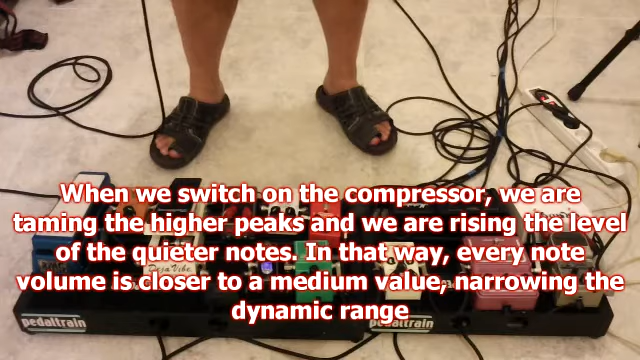 When we switch on the compressor, we are
taming the higher peaks and we are rising the level
of the quieter notes. In that way, every note
volume is closer to a medium value, narrowing the
dynamic range
Deja Vibe
pedaltrain
pedaltrain